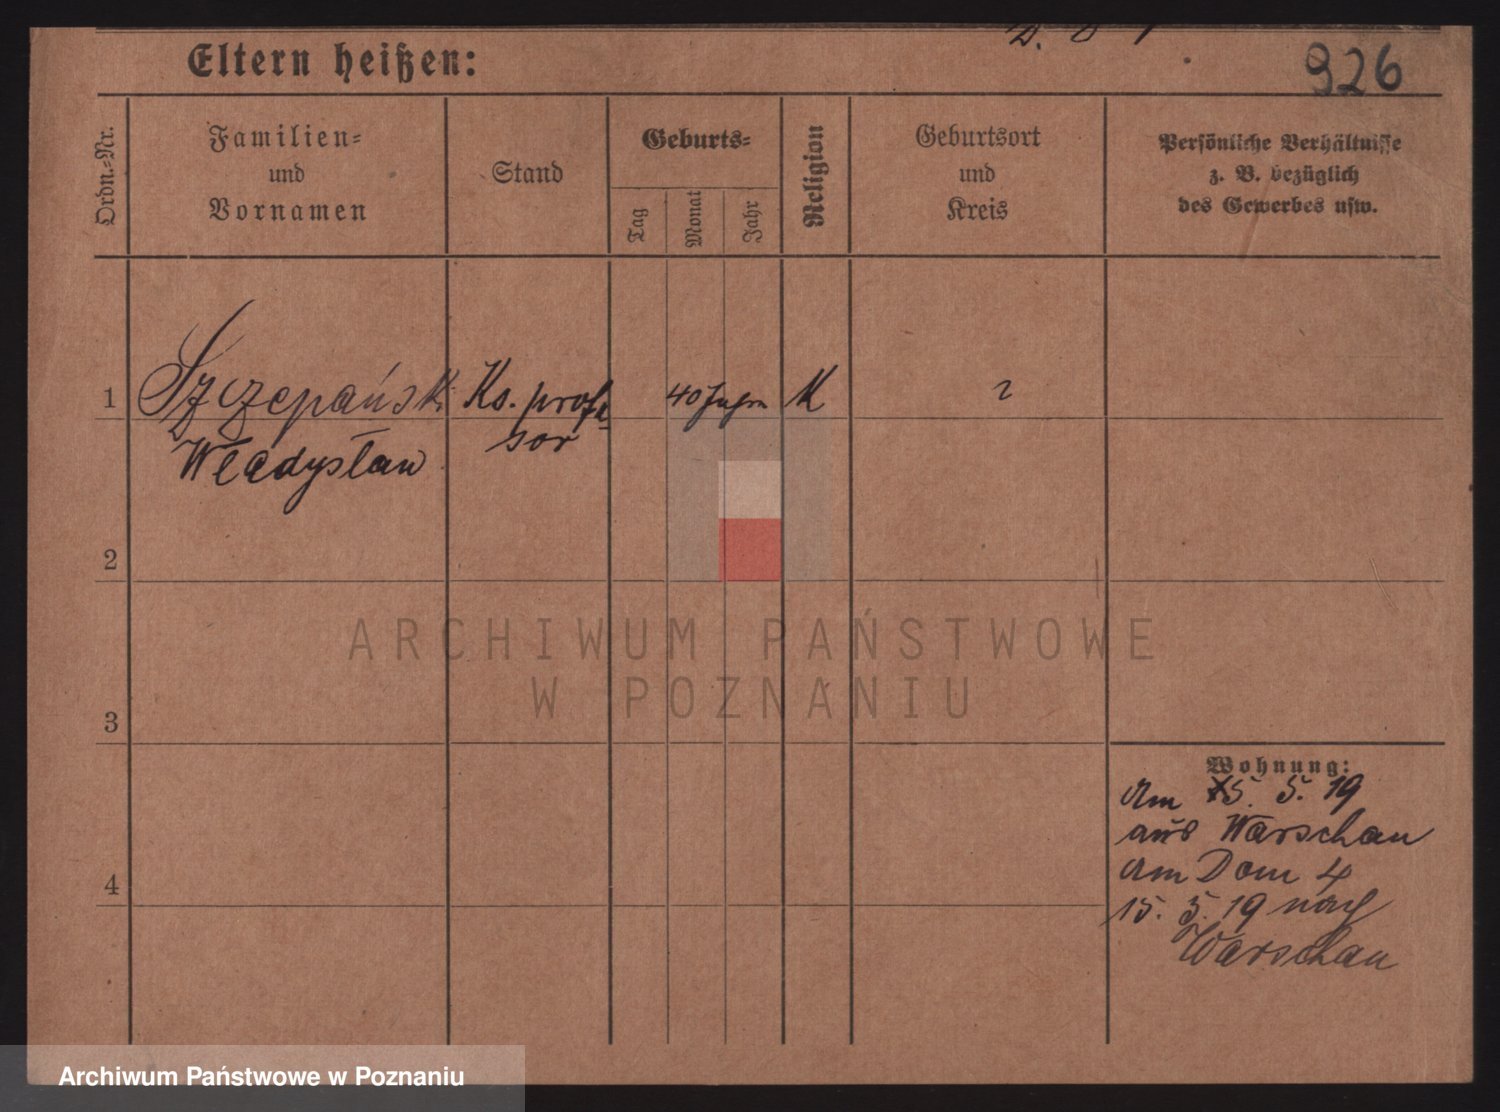 926
Eltern heißen:
Ordn.-Nr.
Familien-
und
Vornamen
Stand
Geburts-
Tag
Monat
Jahr
Religion
Geburtsort
und
Kreis
Persönliche Verhältnisse
z. B. bezüglich
des Gewerbes usw.
1
Szczepański
Władysław
Ks. profe
sor
40
K
?
2
3
4
Wohnung:
Am 5. 5. 19
aus Warschau
Am Dom 4
15. 5. 19 nach
Warschau
ARCHIWUM PAŃSTWOWE
W POZNANIU
Archiwum Państwowe w Poznaniu